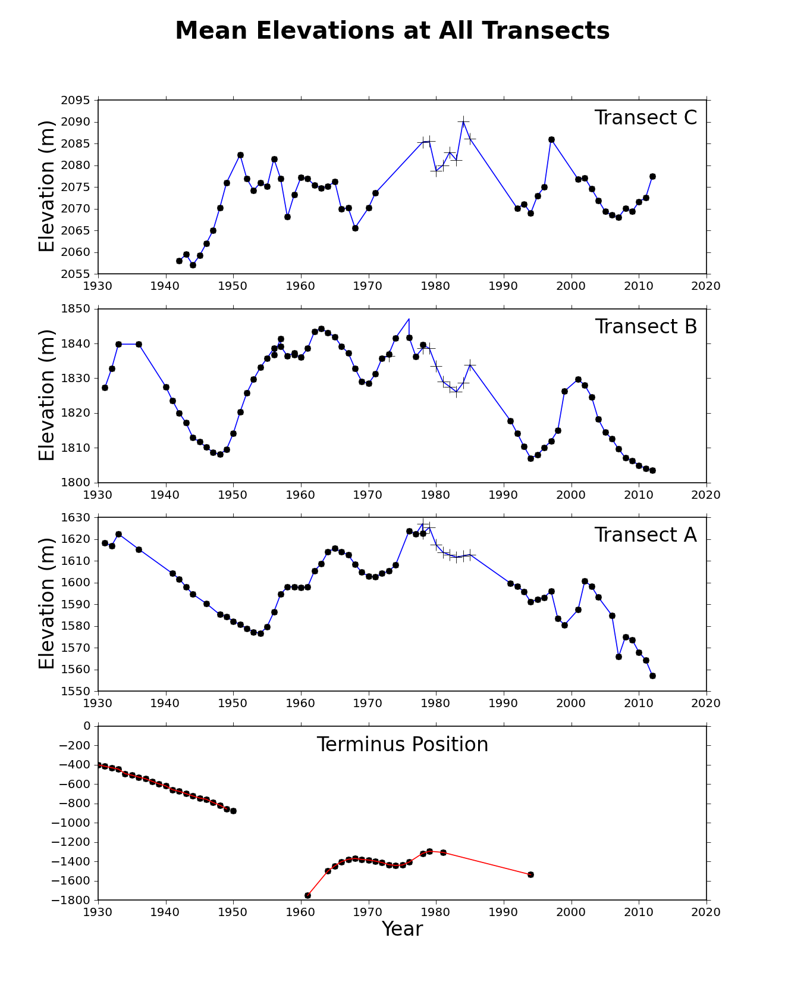 Mean Elevations at All Transects
Transect C
Elevation (m)
2095
2090
2085
2080
2075
2070
2065
2060
2055
1930 1940 1950 1960 1970 1980 1990 2000 2010 2020
Transect B
Elevation (m)
1850
1840
1830
1820
1810
1800
1930 1940 1950 1960 1970 1980 1990 2000 2010 2020
Transect A
Elevation (m)
1630
1620
1610
1600
1590
1580
1570
1560
1550
1930 1940 1950 1960 1970 1980 1990 2000 2010 2020
Terminus Position
0
−200
−400
−600
−800
−1000
−1200
−1400
−1600
−1800
1930 1940 1950 1960 1970 1980 1990 2000 2010 2020
Year